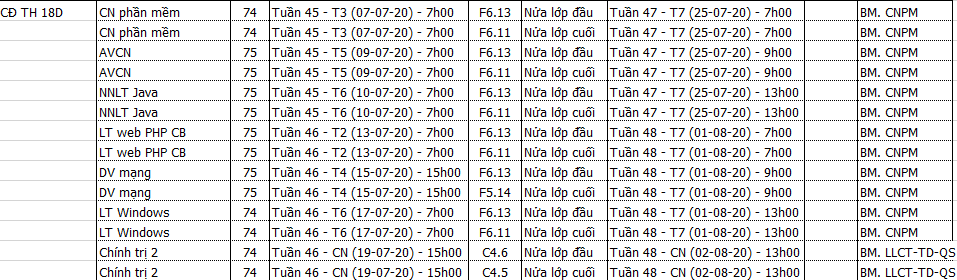 CĐ TH 18D CN phần mềm 74 Tuần 45 - T3 (07-07-20) - 7h00 F6.13 Nửa lớp đầu Tuần 47 - T7 (25-07-20) - 7h00 BM. CNPM
CN phần mềm 74 Tuần 45 - T3 (07-07-20) - 7h00 F6.11 Nửa lớp cuối Tuần 47 - T7 (25-07-20) - 7h00 BM. CNPM
AVCN 75 Tuần 45 - T5 (09-07-20) - 7h00 F6.13 Nửa lớp đầu Tuần 47 - T7 (25-07-20) - 9h00 BM. CNPM
AVCN 75 Tuần 45 - T5 (09-07-20) - 7h00 F6.11 Nửa lớp cuối Tuần 47 - T7 (25-07-20) - 9h00 BM. CNPM
NNLT Java 75 Tuần 45 - T6 (10-07-20) - 7h00 F6.13 Nửa lớp đầu Tuần 47 - T7 (25-07-20) - 13h00 BM. CNPM
NNLT Java 75 Tuần 45 - T6 (10-07-20) - 7h00 F6.11 Nửa lớp cuối Tuần 47 - T7 (25-07-20) - 13h00 BM. CNPM
LT web PHP CB 75 Tuần 46 - T2 (13-07-20) - 7h00 F6.13 Nửa lớp đầu Tuần 48 - T7 (01-08-20) - 7h00 BM. CNPM
LT web PHP CB 75 Tuần 46 - T2 (13-07-20) - 7h00 F6.11 Nửa lớp cuối Tuần 48 - T7 (01-08-20) - 7h00 BM. CNPM
DV mạng 75 Tuần 46 - T4 (15-07-20) - 15h00 F6.13 Nửa lớp đầu Tuần 48 - T7 (01-08-20) - 9h00 BM. CNPM
DV mạng 75 Tuần 46 - T4 (15-07-20) - 15h00 F5.14 Nửa lớp cuối Tuần 48 - T7 (01-08-20) - 9h00 BM. CNPM
LT Windows 74 Tuần 46 - T6 (17-07-20) - 7h00 F6.13 Nửa lớp đầu Tuần 48 - T7 (01-08-20) - 13h00 BM. CNPM
LT Windows 74 Tuần 46 - T6 (17-07-20) - 7h00 F6.11 Nửa lớp cuối Tuần 48 - T7 (01-08-20) - 13h00 BM. CNPM
Chính trị 2 74 Tuần 46 - CN (19-07-20) - 15h00 C4.6 Nửa lớp đầu Tuần 48 - CN (02-08-20) - 13h00 BM. LLCT-TD-QS
Chính trị 2 74 Tuần 46 - CN (19-07-20) - 15h00 C4.5 Nửa lớp cuối Tuần 48 - CN (02-08-20) - 13h00 BM. LLCT-TD-QS